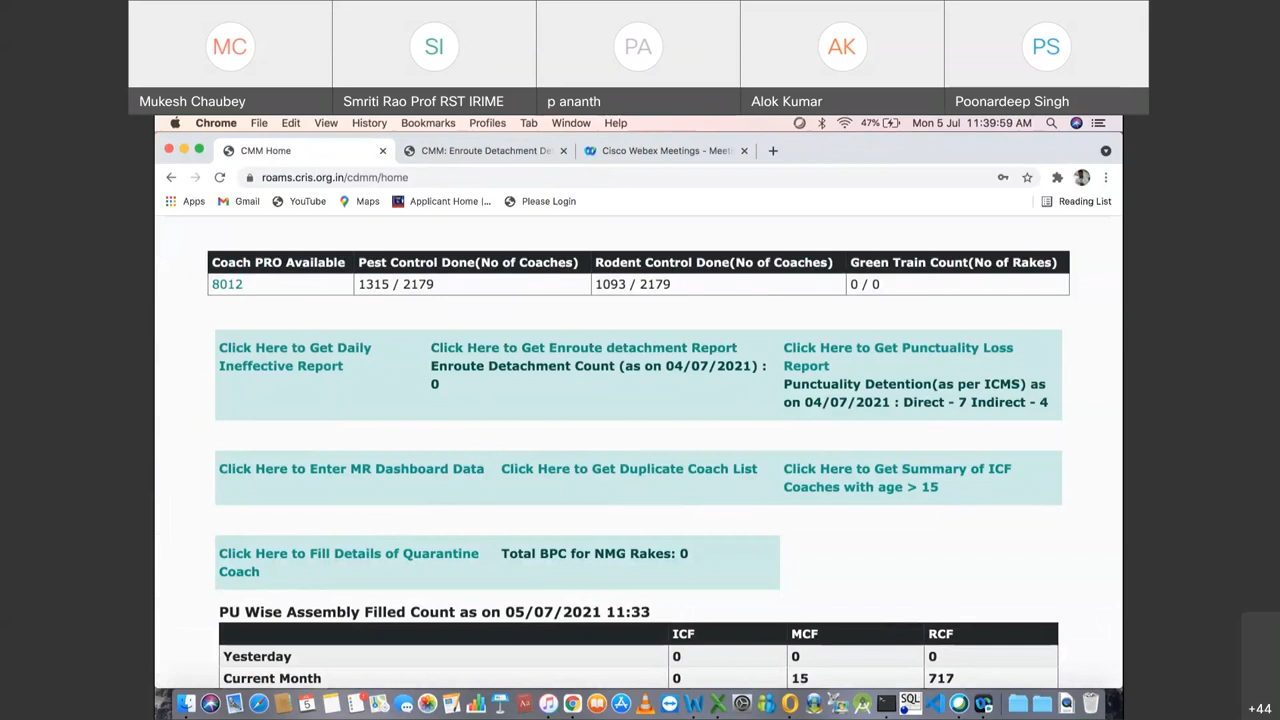 MC
SI
PA
AK
PS
Mukesh Chaubey
Smriti Rao Prof RST IRIME
p ananth
Alok Kumar
Poonardeep Singh
Chrome File Edit View History Bookmarks Profiles Tab Window Help 47% Mon 5 Jul 11:39:59 AM
CMM Home
CMM: Enroute Detachment De
Cisco Webex Meetings - Meeti
roams.cris.org.in/cdmm/home
Apps Gmail YouTube Maps Applicant Home |... Please Login Reading List
Coach PRO Available Pest Control Done(No of Coaches) Rodent Control Done(No of Coaches) Green Train Count(No of Rakes)
8012 1315 / 2179 1093 / 2179 0 / 0
Click Here to Get Daily
Ineffective Report
Click Here to Get Enroute detachment Report
Enroute Detachment Count (as on 04/07/2021) :
0
Click Here to Get Punctuality Loss
Report
Punctuality Detention(as per ICMS) as
on 04/07/2021 : Direct - 7 Indirect - 4
Click Here to Enter MR Dashboard Data
Click Here to Get Duplicate Coach List
Click Here to Get Summary of ICF
Coaches with age > 15
Click Here to Fill Details of Quarantine
Coach
Total BPC for NMG Rakes: 0
PU Wise Assembly Filled Count as on 05/07/2021 11:33
ICF MCF RCF
Yesterday 0 0 0
Current Month 0 15 717
SQL
+44